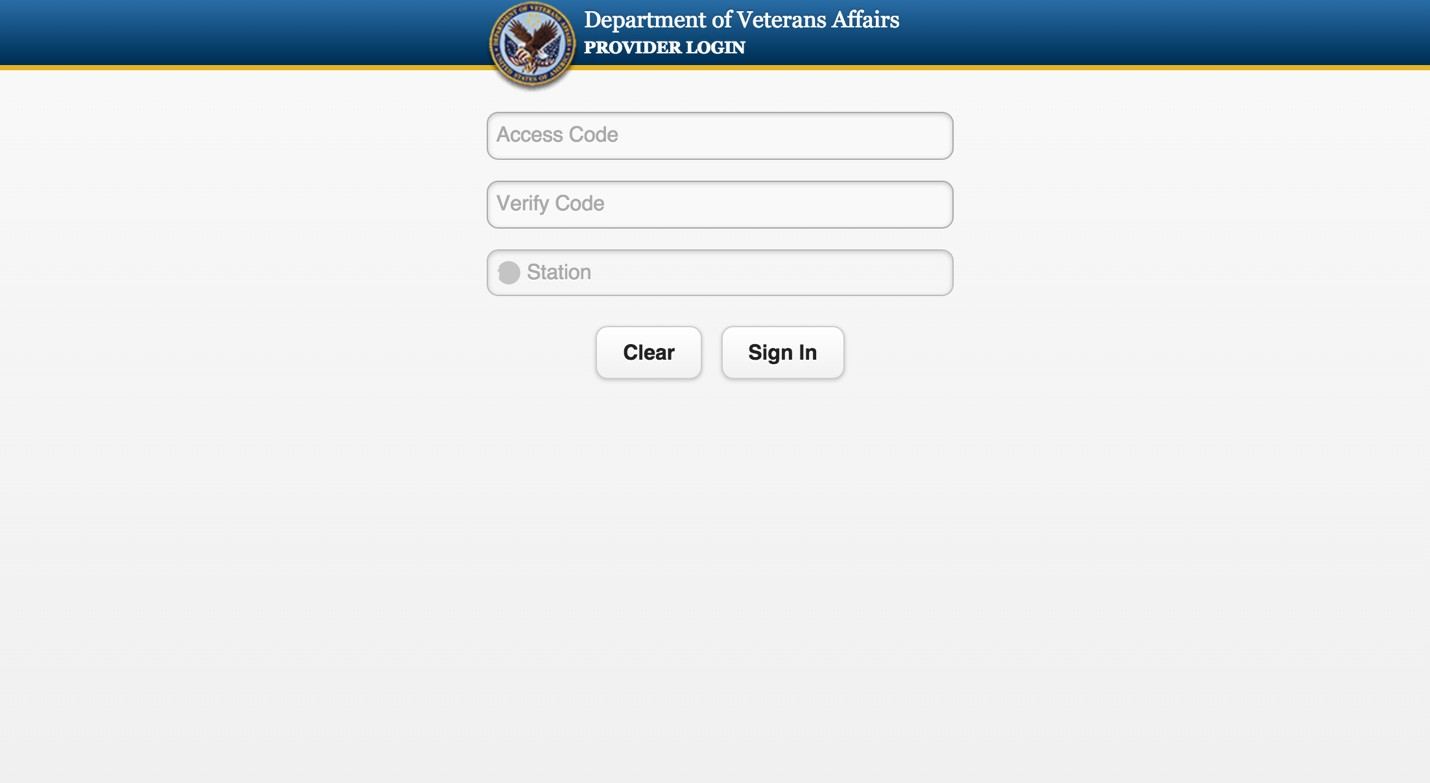 Department of Veterans Affairs
PROVIDER LOGIN
Access Code
Verify Code
Station
Clear
Sign In